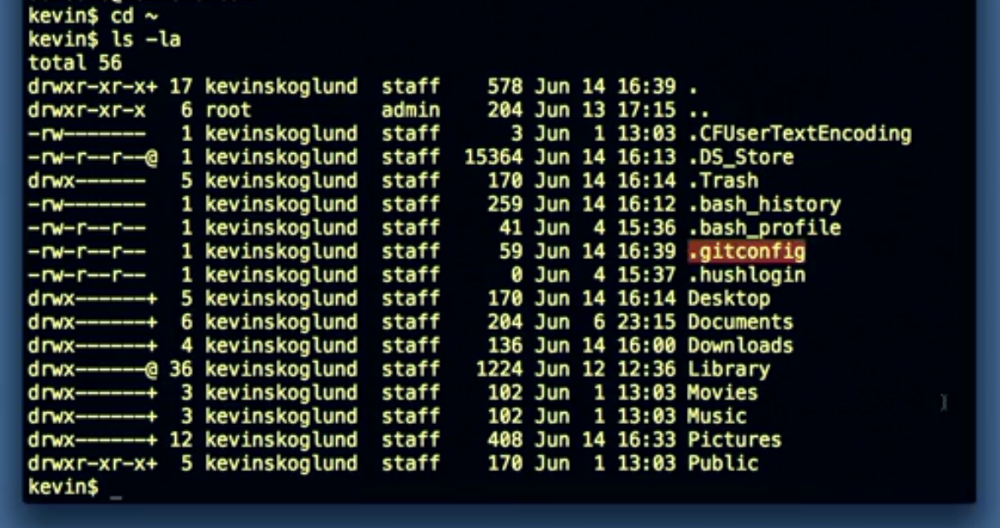 kevin$ cd ~
kevin$ ls -la
total 56
drwxr-xr-x+ 17 kevinskoglund  staff    578 Jun 14 16:39 .
drwxr-xr-x   6 root           admin    204 Jun 13 17:15 ..
-rw-------   1 kevinskoglund  staff      3 Jun  1 13:03 .CFUserTextEncoding
-rw-r--r--@  1 kevinskoglund  staff  15364 Jun 14 16:13 .DS_Store
drwx------   5 kevinskoglund  staff    170 Jun 14 16:14 .Trash
-rw-------   1 kevinskoglund  staff    259 Jun 14 16:12 .bash_history
-rw-r--r--   1 kevinskoglund  staff     41 Jun  4 15:36 .bash_profile
-rw-r--r--   1 kevinskoglund  staff     59 Jun 14 16:39 .gitconfig
-rw-r--r--   1 kevinskoglund  staff      0 Jun  4 15:37 .hushlogin
drwx------+  5 kevinskoglund  staff    170 Jun 14 16:14 Desktop
drwx------+  6 kevinskoglund  staff    204 Jun  6 23:15 Documents
drwx------+  4 kevinskoglund  staff    136 Jun 14 16:00 Downloads
drwx------@ 36 kevinskoglund  staff   1224 Jun 12 12:36 Library
drwx------+  3 kevinskoglund  staff    102 Jun  1 13:03 Movies
drwx------+  3 kevinskoglund  staff    102 Jun  1 13:03 Music
drwx------+ 12 kevinskoglund  staff    408 Jun 14 16:33 Pictures
drwxr-xr-x+  5 kevinskoglund  staff    170 Jun  1 13:03 Public
kevin$ _